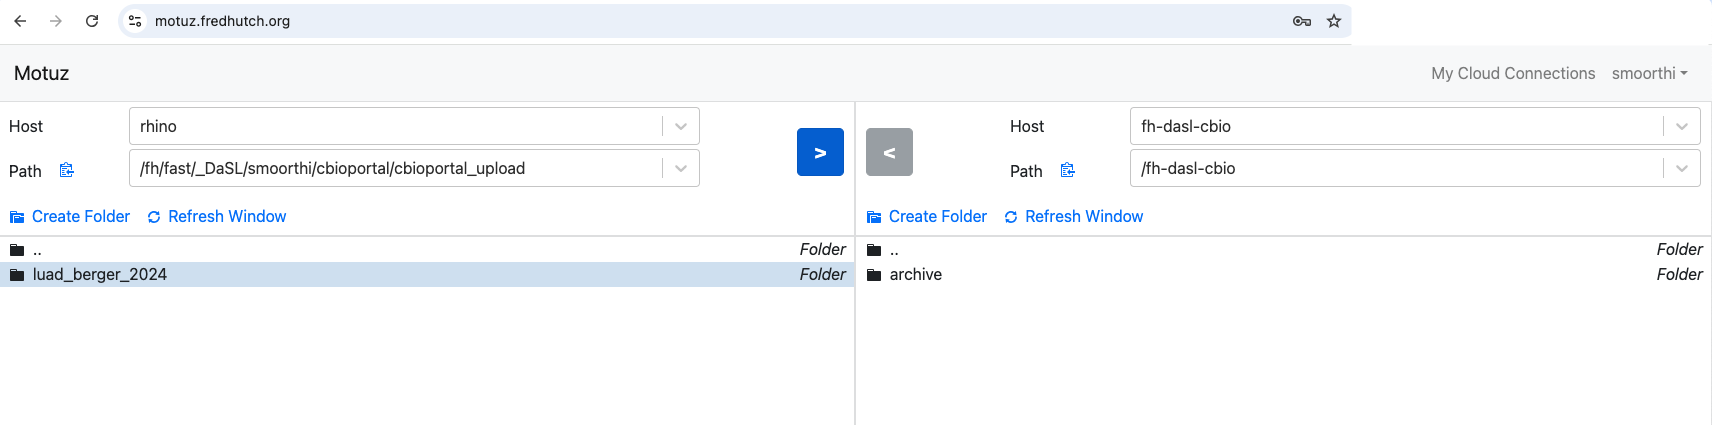 motuz.fredhutch.org
Motuz
My Cloud Connections smoorthi
Host rhino
Path /fh/fast/_DaSL/smoorthi/cbioportal/cbioportal_upload
>
<
Host fh-dasl-cbio
Path /fh-dasl-cbio
Create Folder Refresh Window
.. Folder
luad_berger_2024 Folder
Create Folder Refresh Window
.. Folder
archive Folder